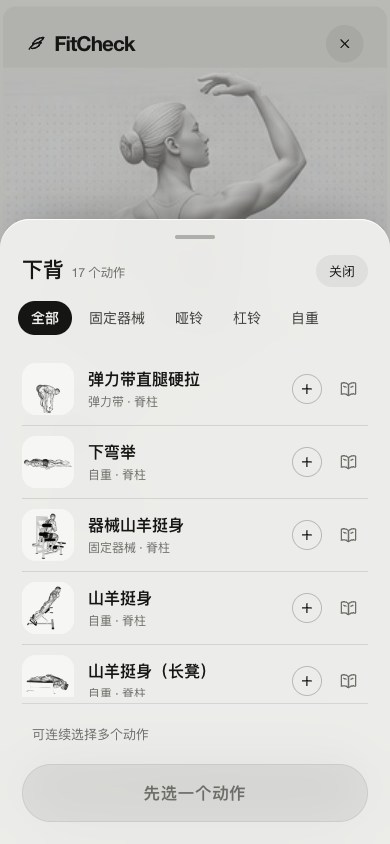 FitCheck
下背 17 个动作 关闭
全部 固定器械 哑铃 杠铃 自重
弹力带直腿硬拉
弹力带 · 脊柱
下弯举
自重 · 脊柱
器械山羊挺身
固定器械 · 脊柱
山羊挺身
自重 · 脊柱
山羊挺身（长凳）
自重 · 脊柱
可连续选择多个动作
先选一个动作